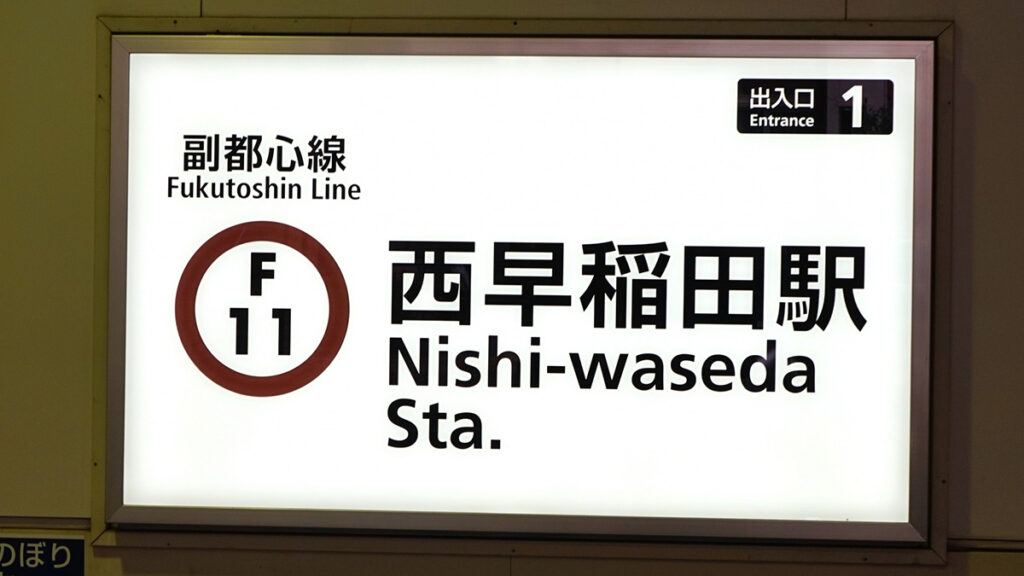 出入口
Entrance
1
副都心線
Fukutoshin Line
F
11
西早稲田駅
Nishi-waseda
Sta.
のぼり